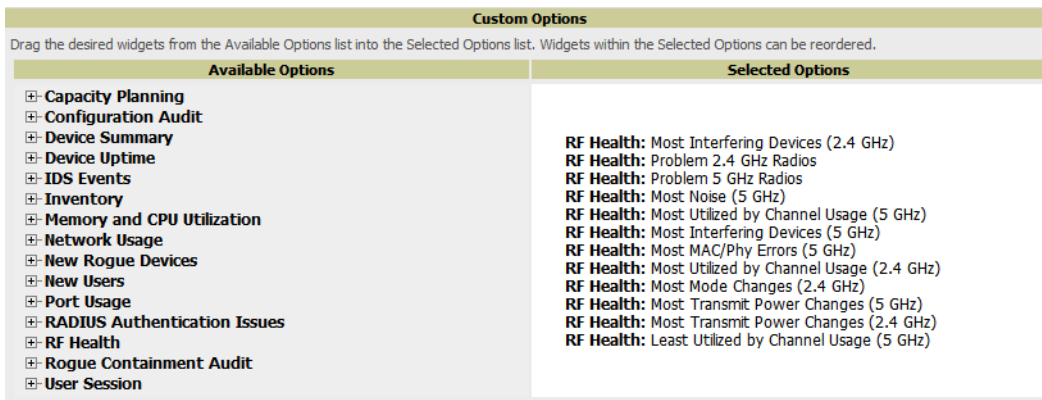 Custom Options
Drag the desired widgets from the Available Options list into the Selected Options list. Widgets within the Selected Options can be reordered.
Available Options
Capacity Planning
Configuration Audit
Device Summary
Device Uptime
IDS Events
Inventory
Memory and CPU Utilization
Network Usage
New Rogue Devices
New Users
Port Usage
RADIUS Authentication Issues
RF Health
Rogue Containment Audit
User Session
Selected Options
RF Health: Most Interfering Devices (2.4 GHz)
RF Health: Problem 2.4 GHz Radios
RF Health: Problem 5 GHz Radios
RF Health: Most Noise (5 GHz)
RF Health: Most Utilized by Channel Usage (5 GHz)
RF Health: Most Interfering Devices (5 GHz)
RF Health: Most MAC/Phy Errors (5 GHz)
RF Health: Most Utilized by Channel Usage (2.4 GHz)
RF Health: Most Mode Changes (2.4 GHz)
RF Health: Most Transmit Power Changes (5 GHz)
RF Health: Most Transmit Power Changes (2.4 GHz)
RF Health: Least Utilized by Channel Usage (5 GHz)